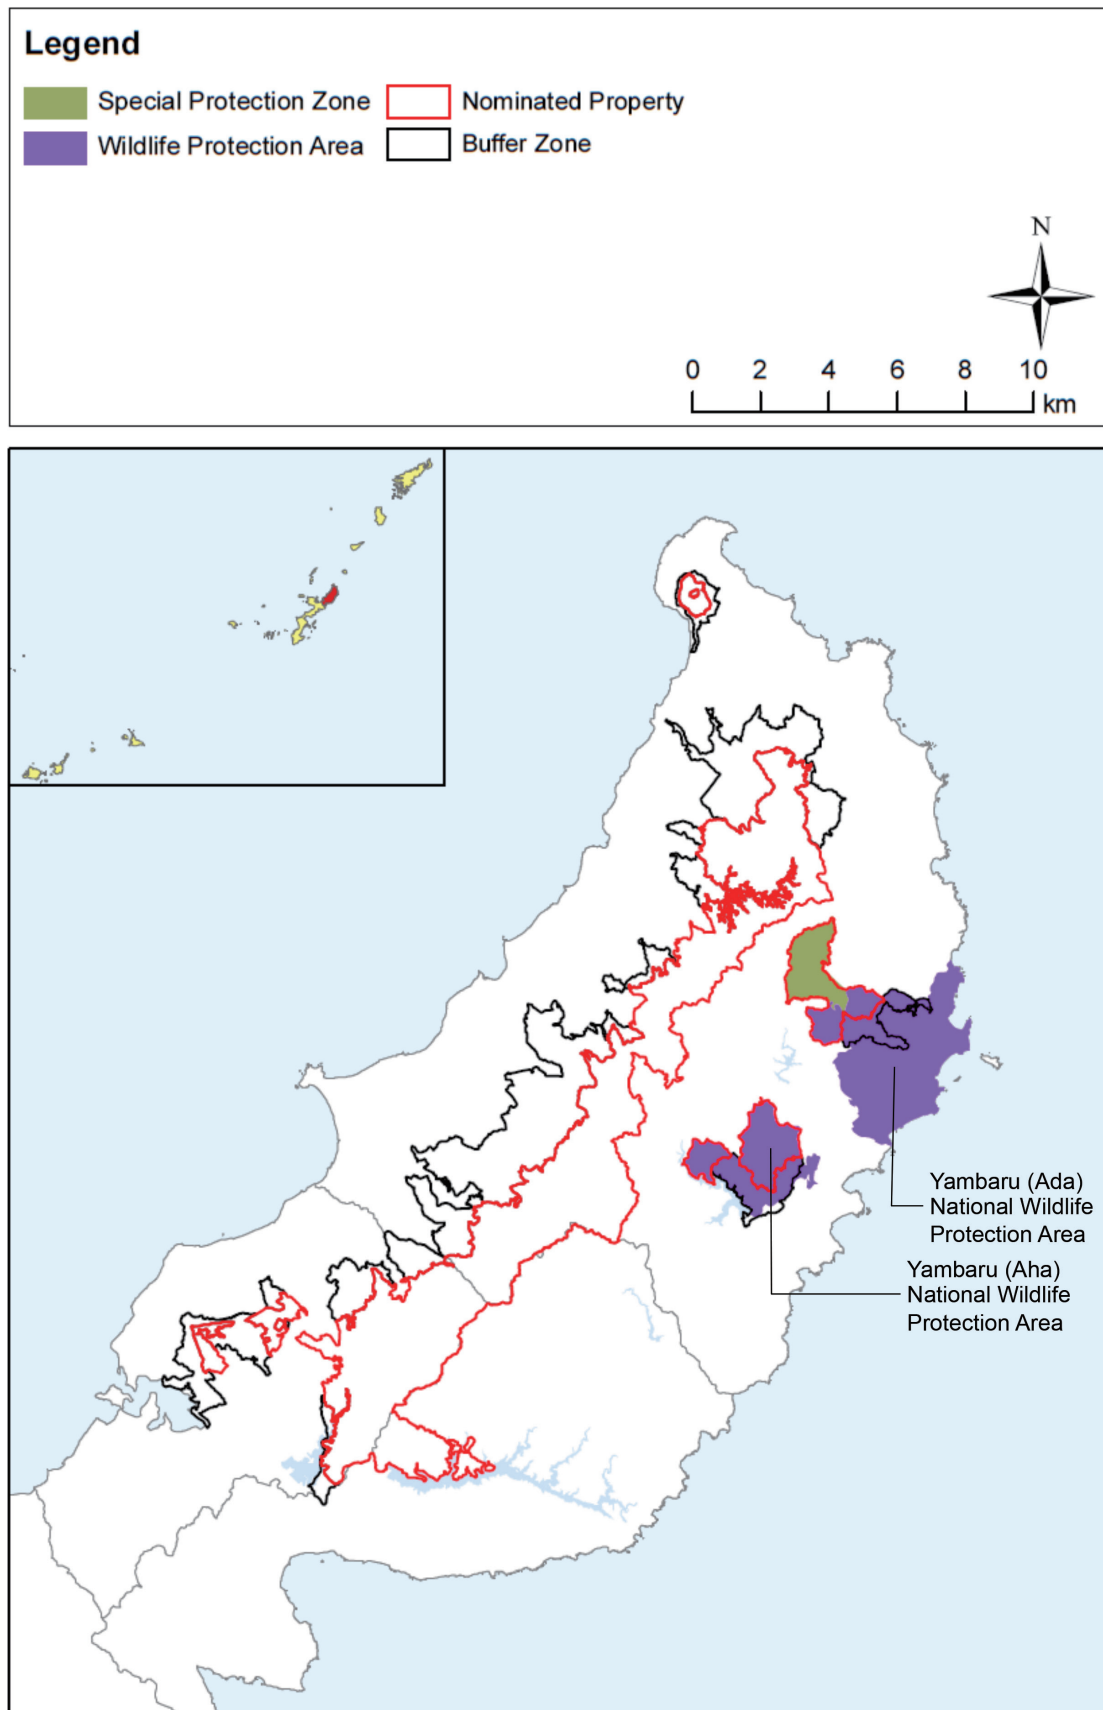 Legend
Special Protection Zone
Nominated Property
Wildlife Protection Area
Buffer Zone
N
0 2 4 6 8 10
km
Yambaru (Ada)
National Wildlife
Protection Area
Yambaru (Aha)
National Wildlife
Protection Area